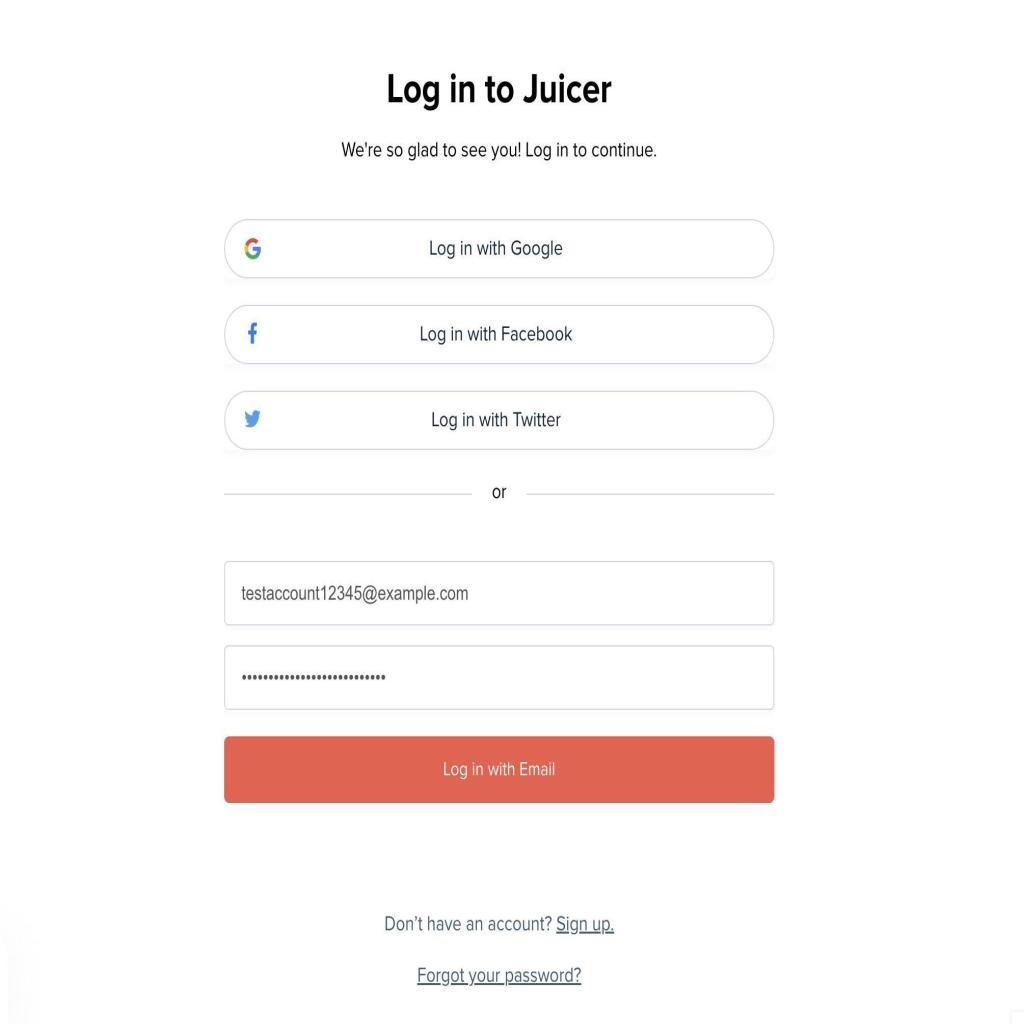 Log in to Juicer
We're so glad to see you! Log in to continue.
Log in with Google
Log in with Facebook
Log in with Twitter
or
testaccount12345@example.com
•••••••••••••••••••••••••••
Log in with Email
Don’t have an account? Sign up.
Forgot your password?